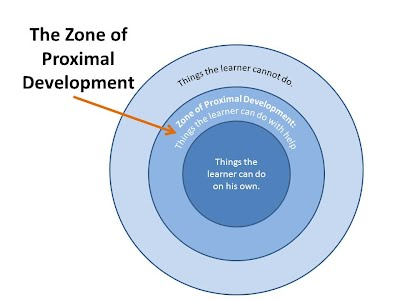 The Zone of
Proximal
Development
Things the learner cannot do.
Zone of Proximal Development:
Things the learner can do with help
Things the
learner can do
on his own.